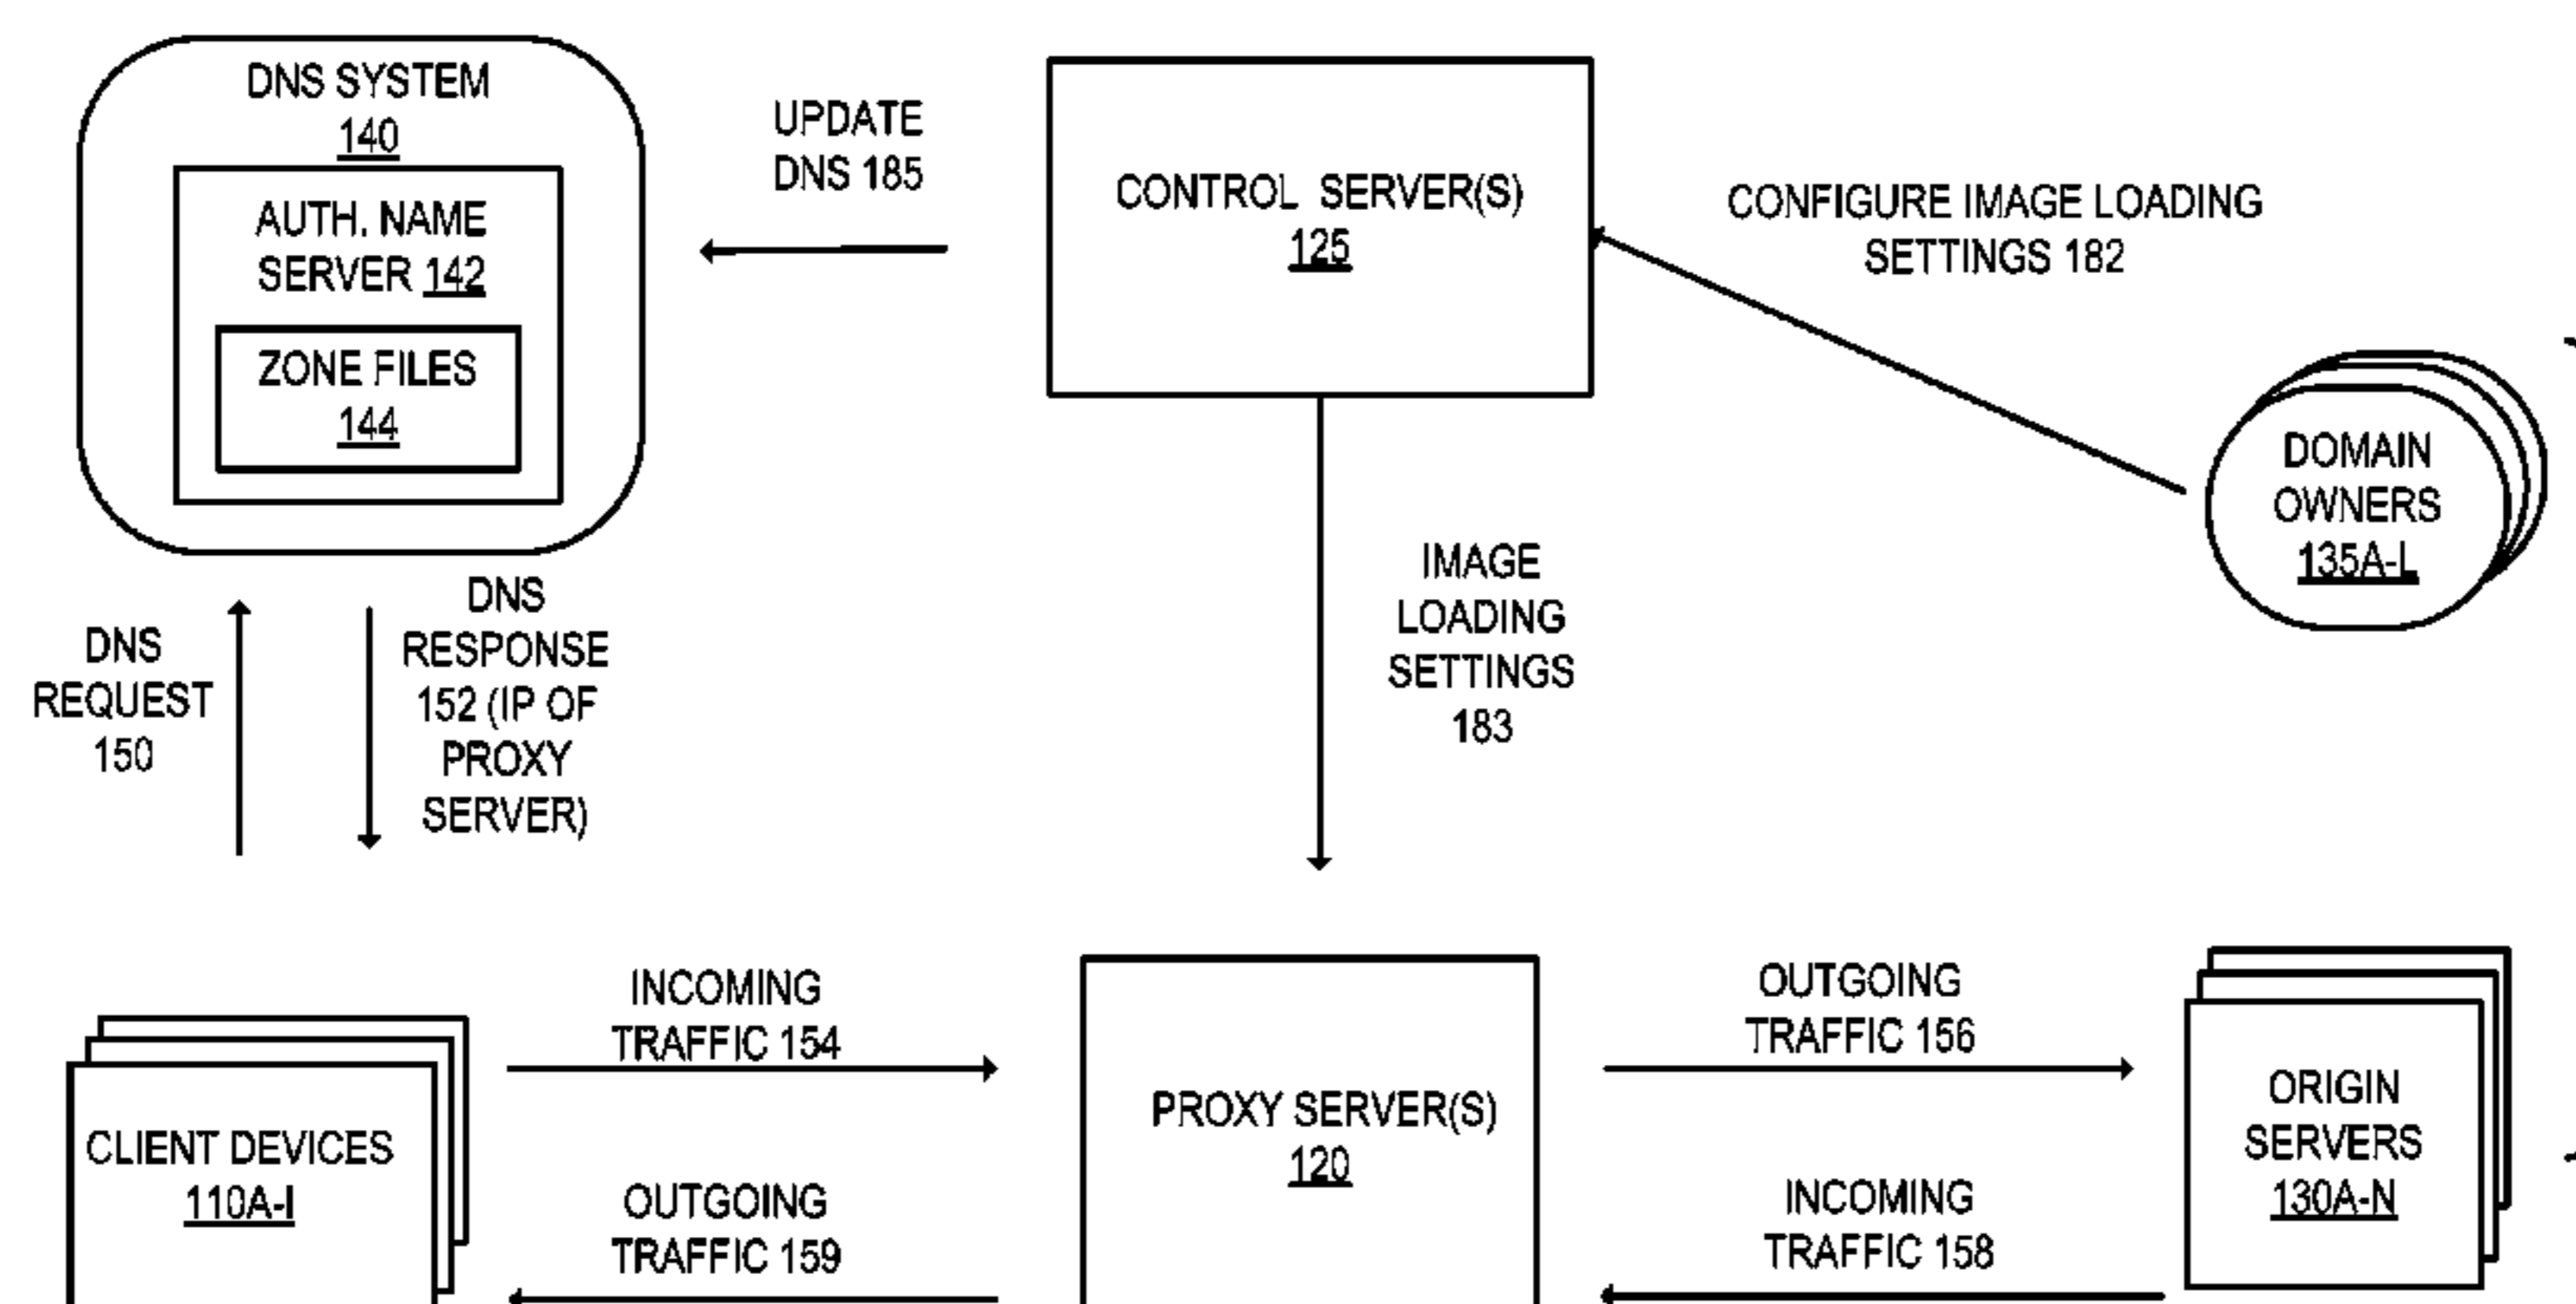 DNS SYSTEM
140
AUTH. NAME
SERVER 142
ZONE FILES
144
UPDATE
DNS 185
CONTROL SERVER(S)
125
CONFIGURE IMAGE LOADING
SETTINGS 182
DOMAIN
OWNERS
135A-L
DNS
REQUEST
150
DNS
RESPONSE
152 (IP OF
PROXY
SERVER)
IMAGE
LOADING
SETTINGS
183
CLIENT DEVICES
110A-I
INCOMING
TRAFFIC 154
OUTGOING
TRAFFIC 159
PROXY SERVER(S)
120
OUTGOING
TRAFFIC 156
INCOMING
TRAFFIC 158
ORIGIN
SERVERS
130A-N